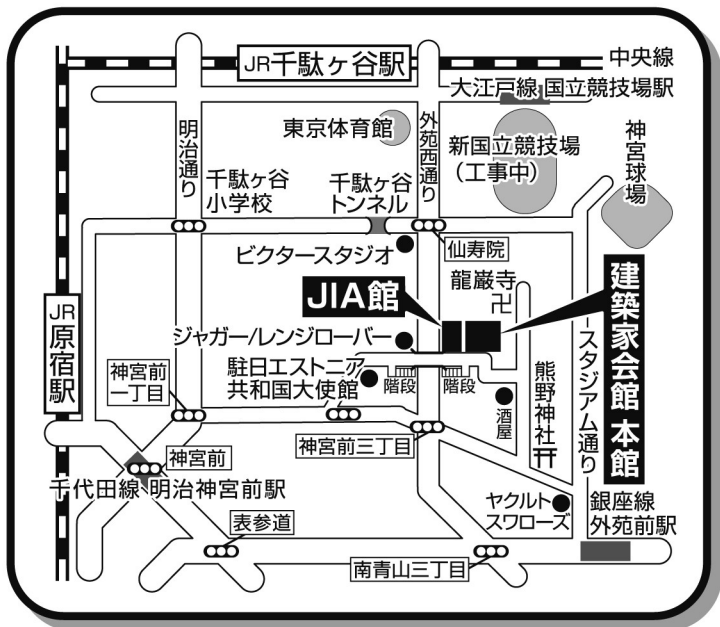 JR千駄ヶ谷駅
中央線
大江戸線 国立競技場駅
明治通り
東京体育館
外苑西通り
新国立競技場
（工事中）
神宮球場
千駄ヶ谷
小学校
千駄ヶ谷
トンネル
ビクタースタジオ
仙寿院
龍巌寺
卍
JIA館
建築家会館 本館
JR原宿駅
ジャガー/レンジローバー
駐日エストニア
共和国大使館
階段
階段
酒屋
熊野神社
スタジアム通り
神宮前
一丁目
神宮前三丁目
神宮前
千代田線 明治神宮前駅
ヤクルト
スワローズ
銀座線
外苑前駅
表参道
南青山三丁目